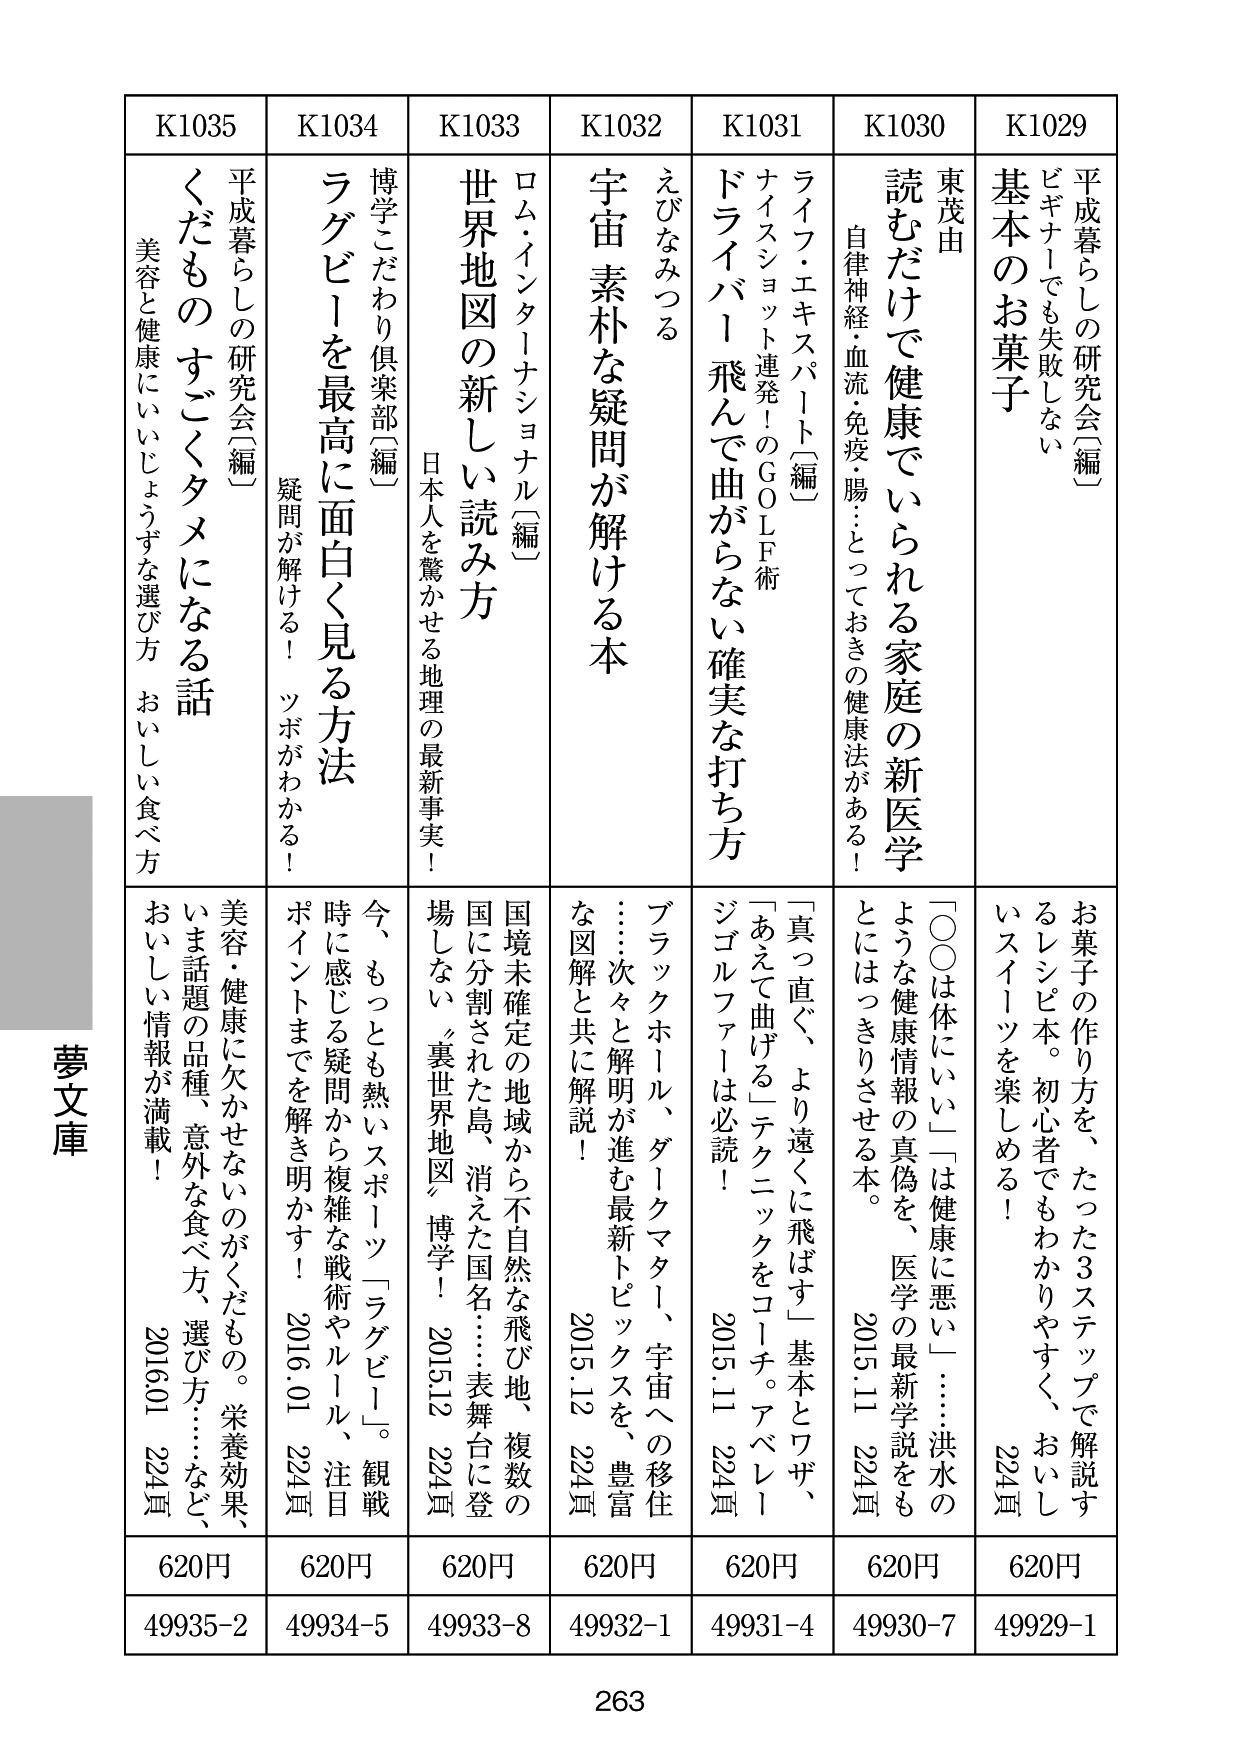 K1029
平成暮らしの研究会〔編〕
ビギナーでも失敗しない
基本のお菓子
お菓子の作り方を、たった3ステップで解説す
るレシピ本。初心者でもわかりやすく、おいし
いスイーツを楽しめる！ 224頁
620円
49929-1
K1030
東茂由
読むだけで健康でいられる家庭の新医学
自律神経・血流・免疫・腸…とっておきの健康法がある！
「〇〇は体にいい」「は健康に悪い」……洪水の
ような健康情報の真偽を、医学の最新学説をも
とにはっきりさせる本。 2015.11 224頁
620円
49930-7
K1031
ライフ・エキスパート〔編〕
ナイスショット連発！のGOLF術
ドライバー 飛んで曲がらない確実な打ち方
「真っ直ぐ、より遠くに飛ばす」基本とワザ、
「あえて曲げる」テクニックをコーチ。アベレー
ジゴルファーは必読！ 2015.11 224頁
620円
49931-4
K1032
えびなみつる
宇宙 素朴な疑問が解ける本
ブラックホール、ダークマター、宇宙への移住
……次々と解明が進む最新トピックスを、豊富
な図解と共に解説！ 2015.12 224頁
620円
49932-1
K1033
ロム・インターナショナル〔編〕
世界地図の新しい読み方
日本人を驚かせる地理の最新事実！
国境未確定の地域から不自然な飛び地、複数の
国に分割された島、消えた国名……表舞台に登
場しない〝裏世界地図〟博学！ 2015.12 224頁
620円
49933-8
K1034
博学こだわり倶楽部〔編〕
ラグビーを最高に面白く見る方法
疑問が解ける！ ツボがわかる！
今、もっとも熱いスポーツ「ラグビー」。観戦
時に感じる疑問から複雑な戦術やルール、注目
ポイントまでを解き明かす！ 2016.01 224頁
620円
49934-5
K1035
平成暮らしの研究会〔編〕
くだもの すごくタメになる話
美容と健康にいいじょうずな選び方 おいしい食べ方
美容・健康に欠かせないのがくだもの。栄養効果、
いま話題の品種、意外な食べ方、選び方……など、
おいしい情報が満載！ 2016.01 224頁
620円
49935-2
夢文庫
263